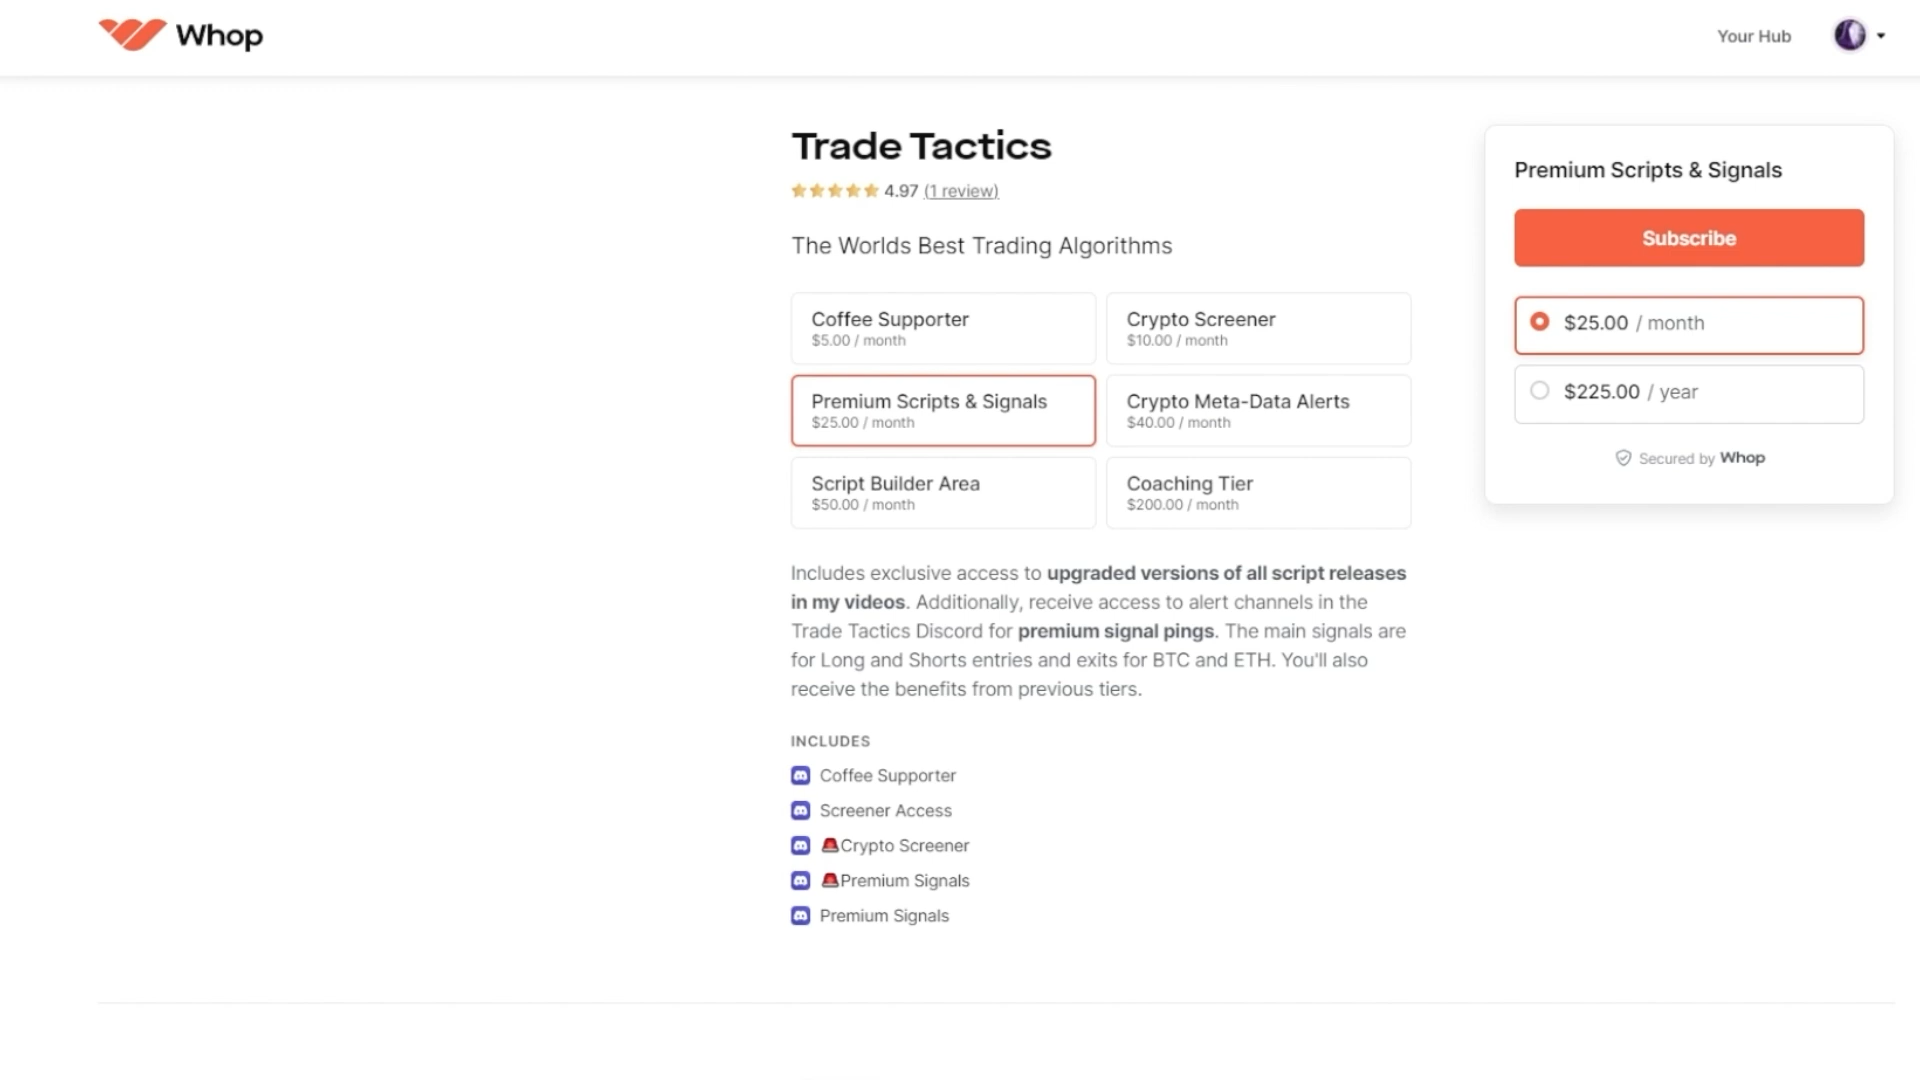 Whop
Your Hub
Trade Tactics
4.97 (1 review)
The Worlds Best Trading Algorithms
Coffee Supporter
$5.00 / month
Crypto Screener
$10.00 / month
Premium Scripts & Signals
$25.00 / month
Crypto Meta-Data Alerts
$40.00 / month
Script Builder Area
$50.00 / month
Coaching Tier
$200.00 / month
Includes exclusive access to upgraded versions of all script releases
in my videos. Additionally, receive access to alert channels in the
Trade Tactics Discord for premium signal pings. The main signals are
for Long and Shorts entries and exits for BTC and ETH. You'll also
receive the benefits from previous tiers.
INCLUDES
Coffee Supporter
Screener Access
🚨Crypto Screener
🚨Premium Signals
Premium Signals
Premium Scripts & Signals
Subscribe
$25.00 / month
$225.00 / year
Secured by Whop